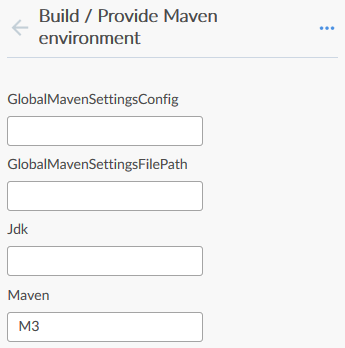 Build / Provide Maven
environment
GlobalMavenSettingsConfig
GlobalMavenSettingsFilePath
Jdk
Maven
M3